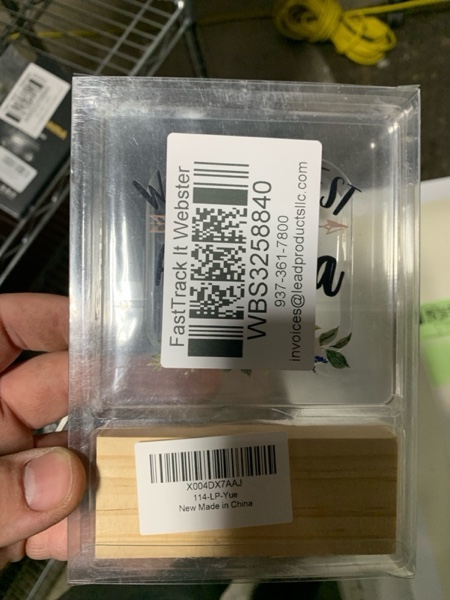 FastTrack It Webster
WBS3258840
937-361-7800
invoices@leadproductsllc.com
X004DX7AAJ
114-LP-Yue
New Made in China